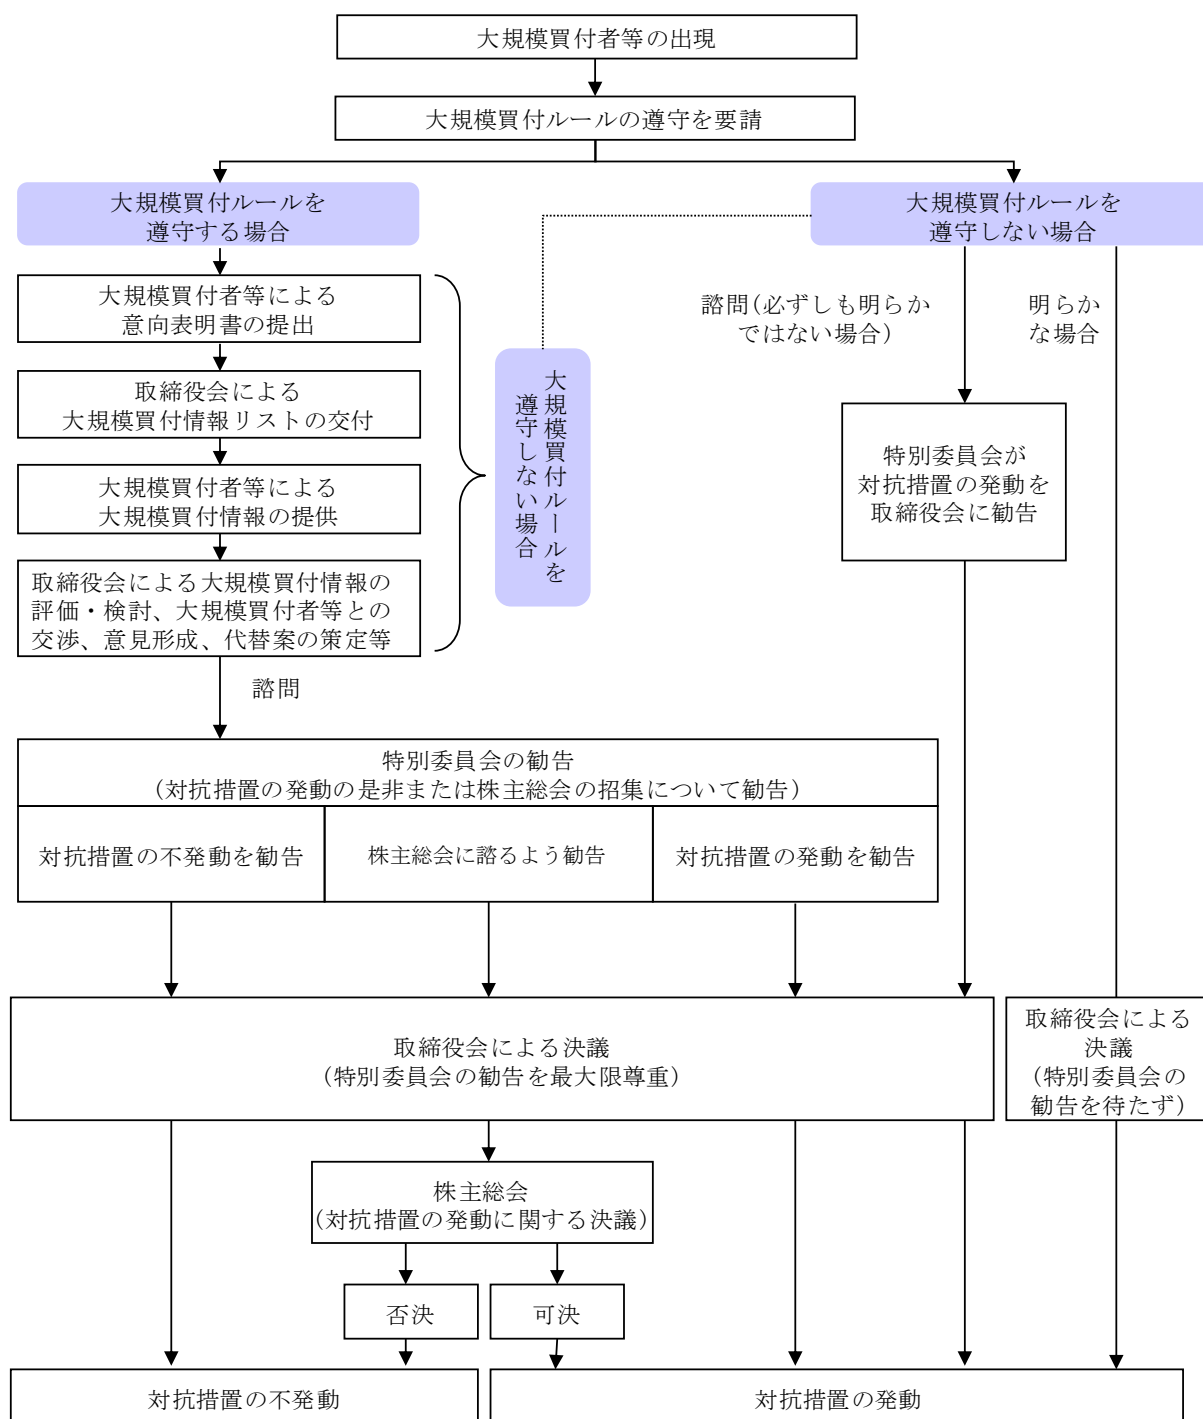 大規模買付者等の出現
大規模買付ルールの遵守を要請
大規模買付ルールを
遵守する場合
大規模買付ルールを
遵守しない場合
大規模買付者等による
意向表明書の提出
取締役会による
大規模買付情報リストの交付
大規模買付者等による
大規模買付情報の提供
取締役会による大規模買付情報の
評価・検討、大規模買付者等との
交渉、意見形成、代替案の策定等
大規模買付ルールを
遵守しない場合
諮問(必ずしも明らか
ではない場合)
明らか
な場合
特別委員会が
対抗措置の発動を
取締役会に勧告
諮問
特別委員会の勧告
(対抗措置の発動の是非または株主総会の招集について勧告)
対抗措置の不発動を勧告
株主総会に諮るよう勧告
対抗措置の発動を勧告
取締役会による決議
(特別委員会の勧告を最大限尊重)
取締役会による
決議
(特別委員会の
勧告を待たず)
株主総会
(対抗措置の発動に関する決議)
否決
可決
対抗措置の不発動
対抗措置の発動